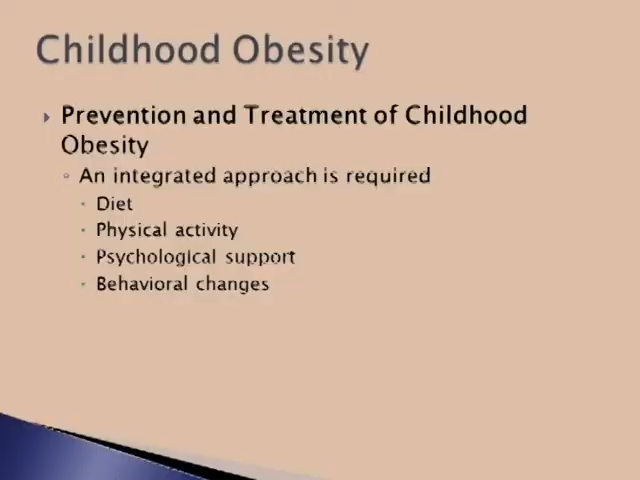 Childhood Obesity
Prevention and Treatment of Childhood
Obesity
An integrated approach is required
Diet
Physical activity
Psychological support
Behavioral changes